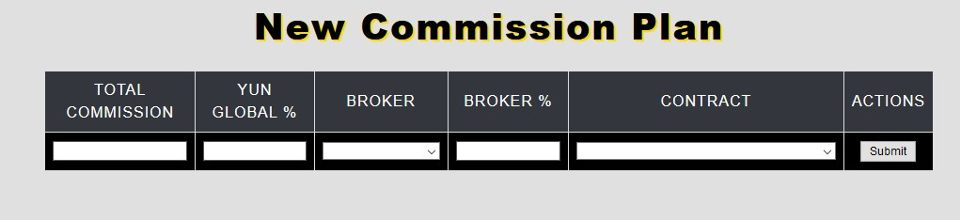 New Commission Plan
TOTAL
COMMISSION
YUN
GLOBAL %
BROKER
BROKER %
CONTRACT
ACTIONS
Submit